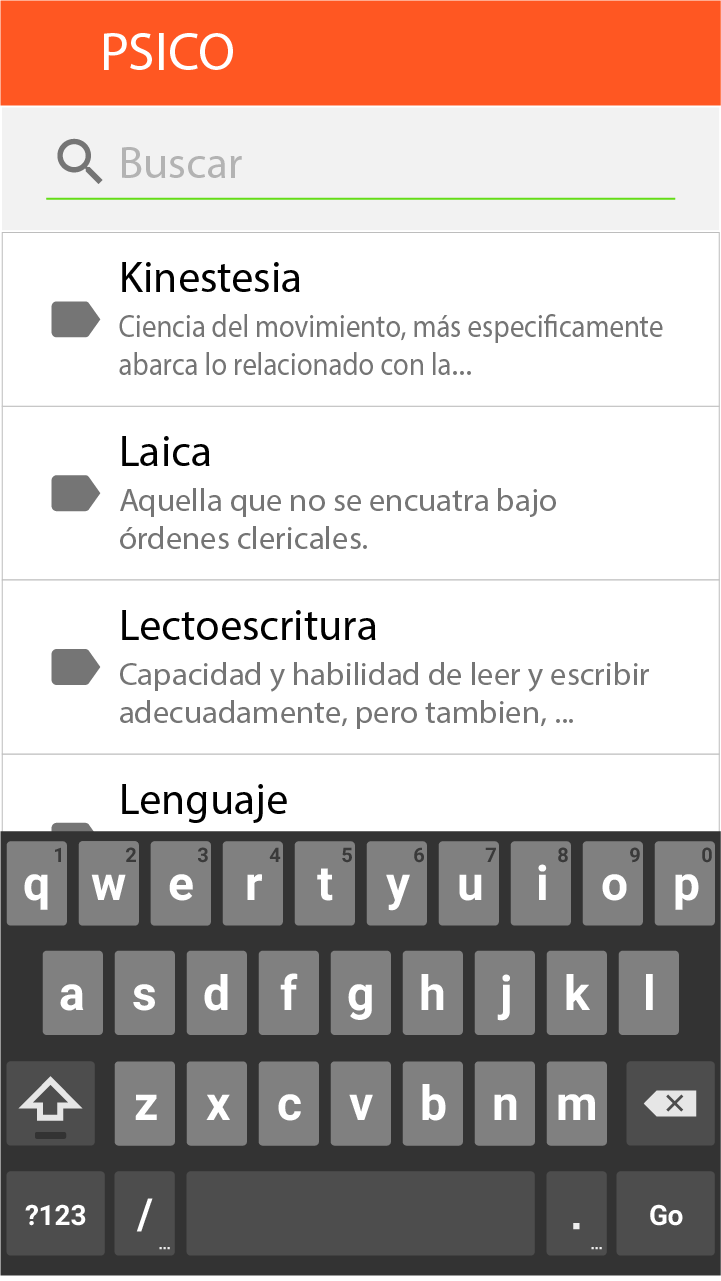 PSICO
Buscar
Kinestesia
Ciencia del movimiento, más especificamente
abarca lo relacionado con la...
Laica
Aquella que no se encuatra bajo
órdenes clericales.
Lectoescritura
Capacidad y habilidad de leer y escribir
adecuadamente, pero tambien, ...
Lenguaje
1 2 3 4 5 6 7 8 9 0
q w e r t y u i o p
a s d f g h j k l
z x c v b n m
?123 / ... . ... Go